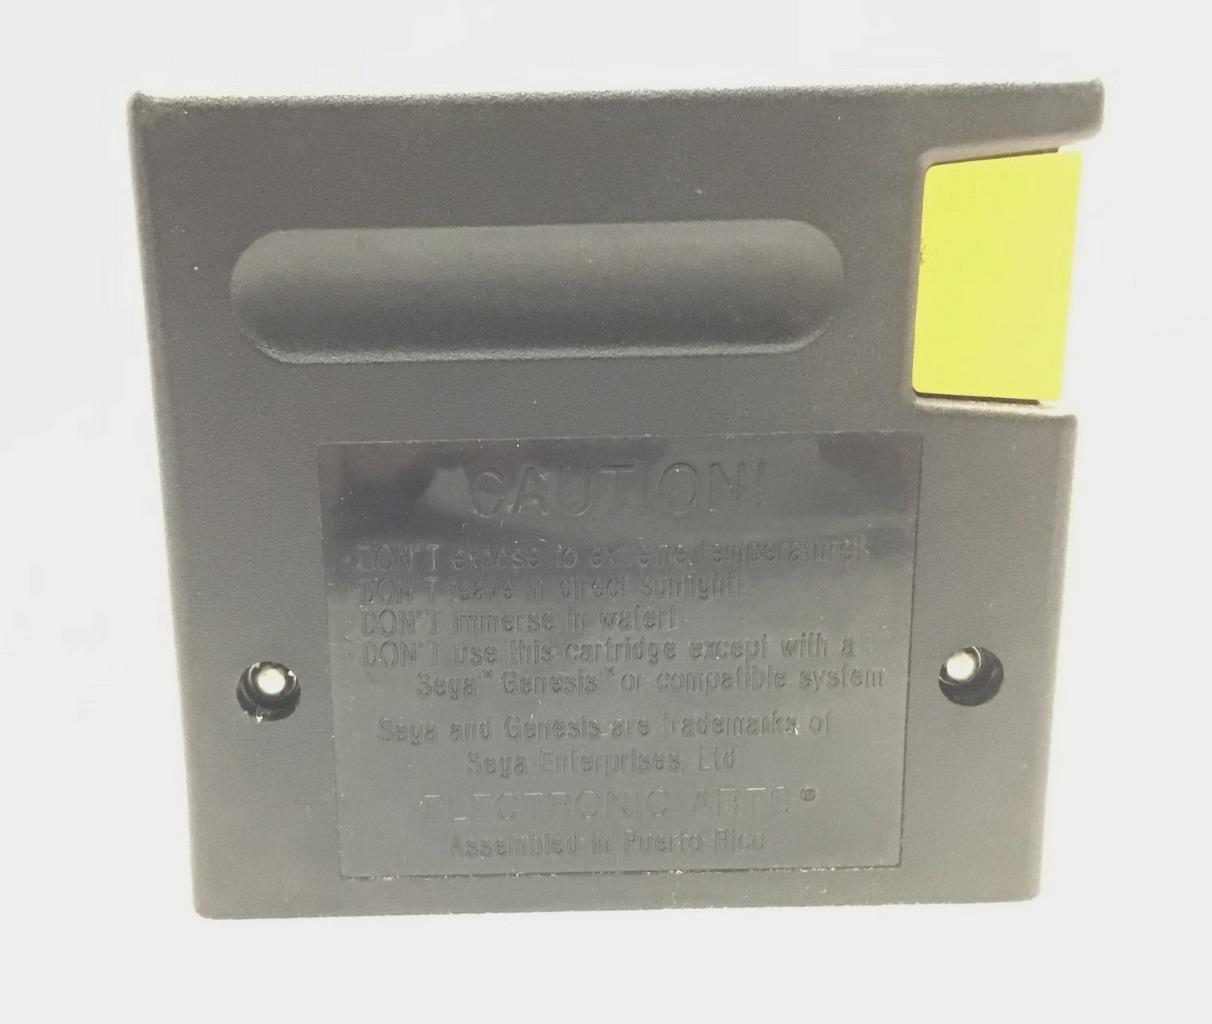 CAUTION!
• DON'T expose to extreme temperature!
• DON'T leave in direct sunlight!
• DON'T immerse in water!
• DON'T use this cartridge except with a
Sega™ Genesis™ or compatible system
Sega and Genesis are trademarks of
Sega Enterprises, Ltd.
ELECTRONIC ARTS®
Assembled in Puerto Rico